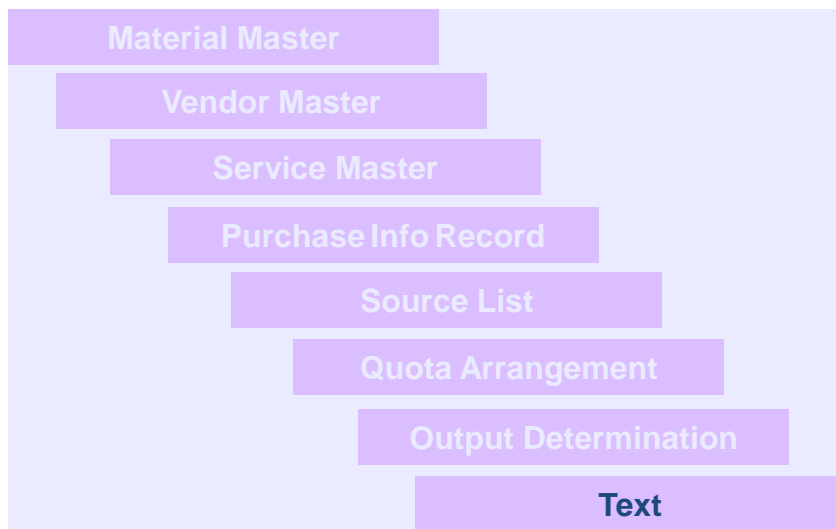 Material Master
Vendor Master
Service Master
Purchase Info Record
Source List
Quota Arrangement
Output Determination
Text